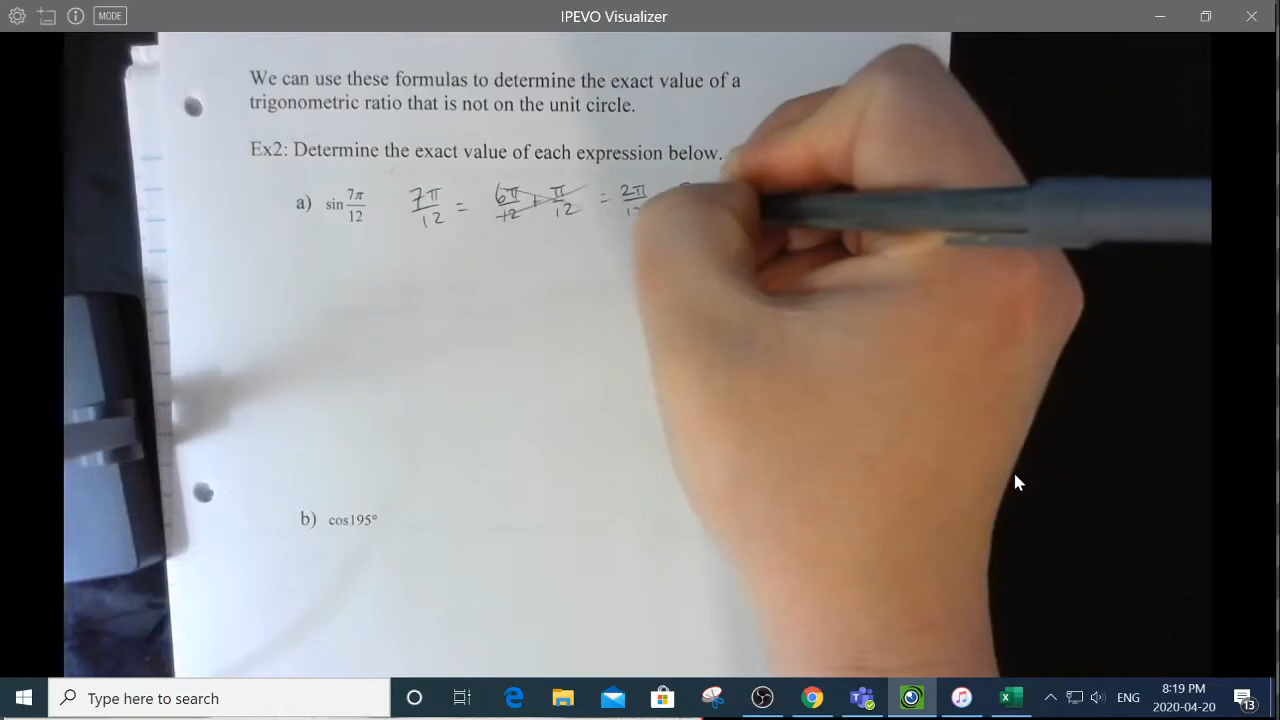 MODE
IPEVO Visualizer
We can use these formulas to determine the exact value of a
trigonometric ratio that is not on the unit circle.
Ex2: Determine the exact value of each expression below.
a) sin 7π/12 7π/12 = 6π/12 + π/12 = 2π/12
b) cos195°
Type here to search
ENG
8:19 PM
2020-04-20
13